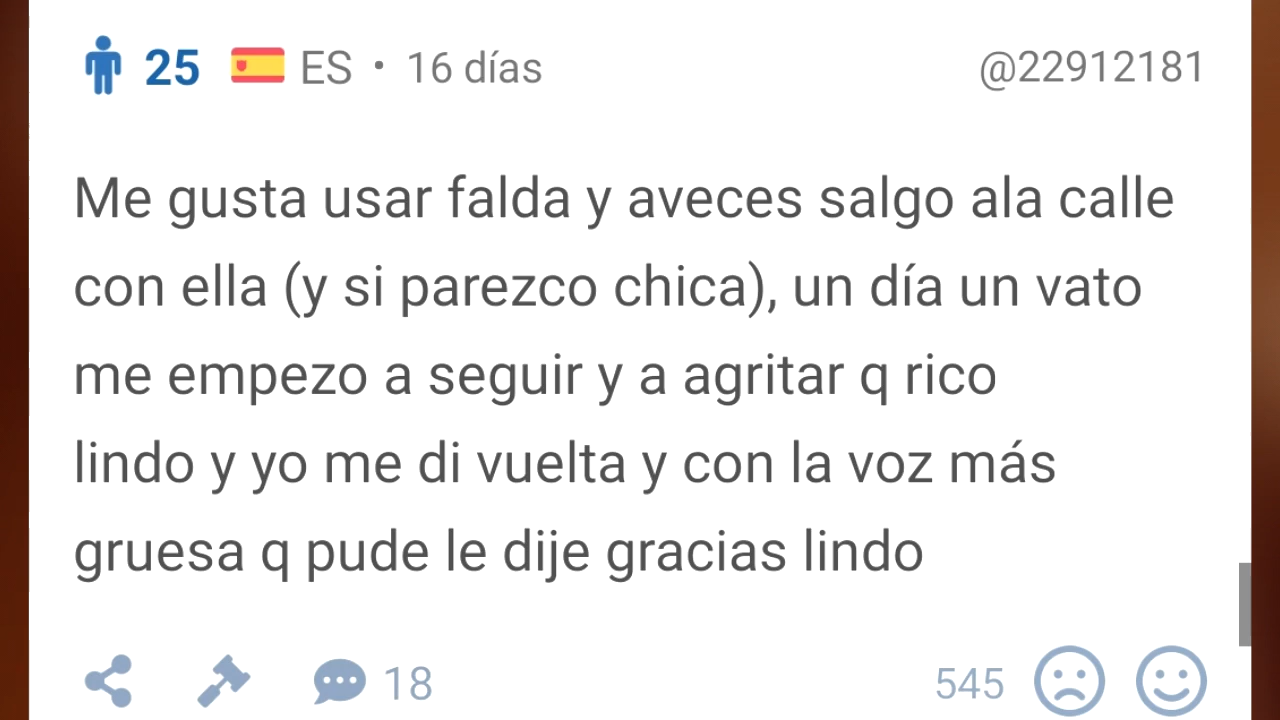 25 ES • 16 días @22912181
Me gusta usar falda y aveces salgo ala calle
con ella (y si parezco chica), un día un vato
me empezo a seguir y a agritar q rico
lindo y yo me di vuelta y con la voz más
gruesa q pude le dije gracias lindo
18 545